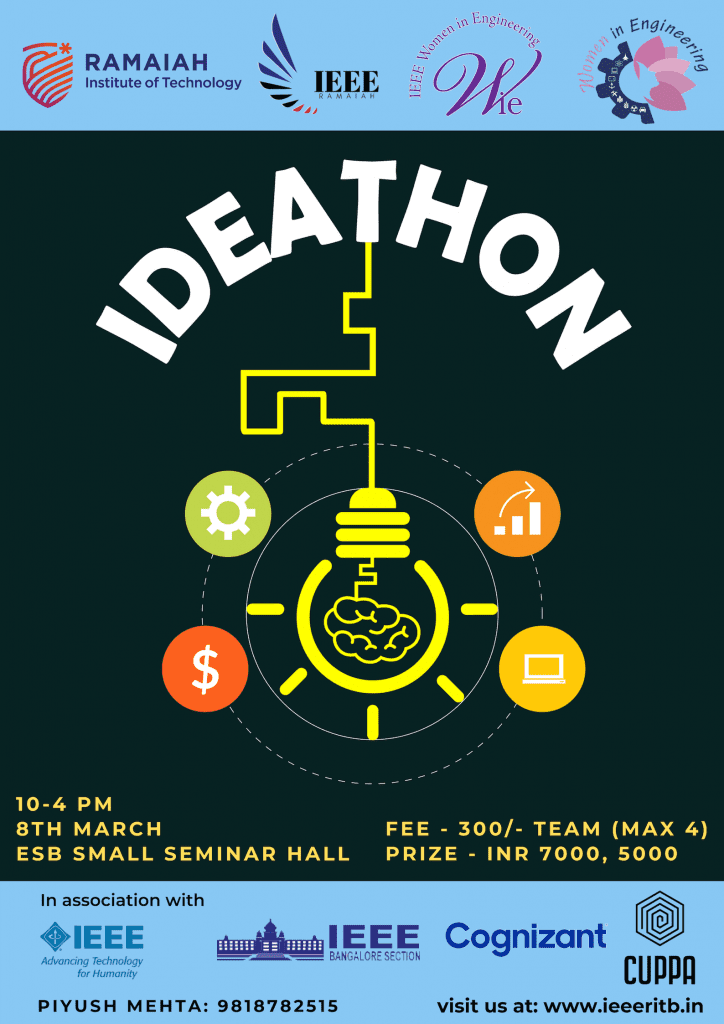 RAMAIAH
Institute of Technology
IEEE
RAMAIAH
IEEE Women in Engineering
Wie
Women in Engineering
IDEATHON
$
10-4 PM
8TH MARCH
ESB SMALL SEMINAR HALL
FEE - 300/- TEAM (MAX 4)
PRIZE - INR 7000, 5000
In association with
IEEE
Advancing Technology
for Humanity
IEEE
BANGALORE SECTION
Cognizant
CUPPA
PIYUSH MEHTA: 9818782515
visit us at: www.ieeeritb.in